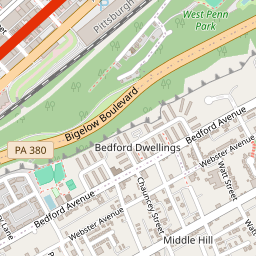 Pittsburgh
West Penn
Park
Bigelow Boulevard
PA 380
Bedford Avenue
Bedford Dwellings
Webster Avenue
Watt Street
Chauncey Street
Bedford Avenue
Lane
Webster Avenue
Middle Hill